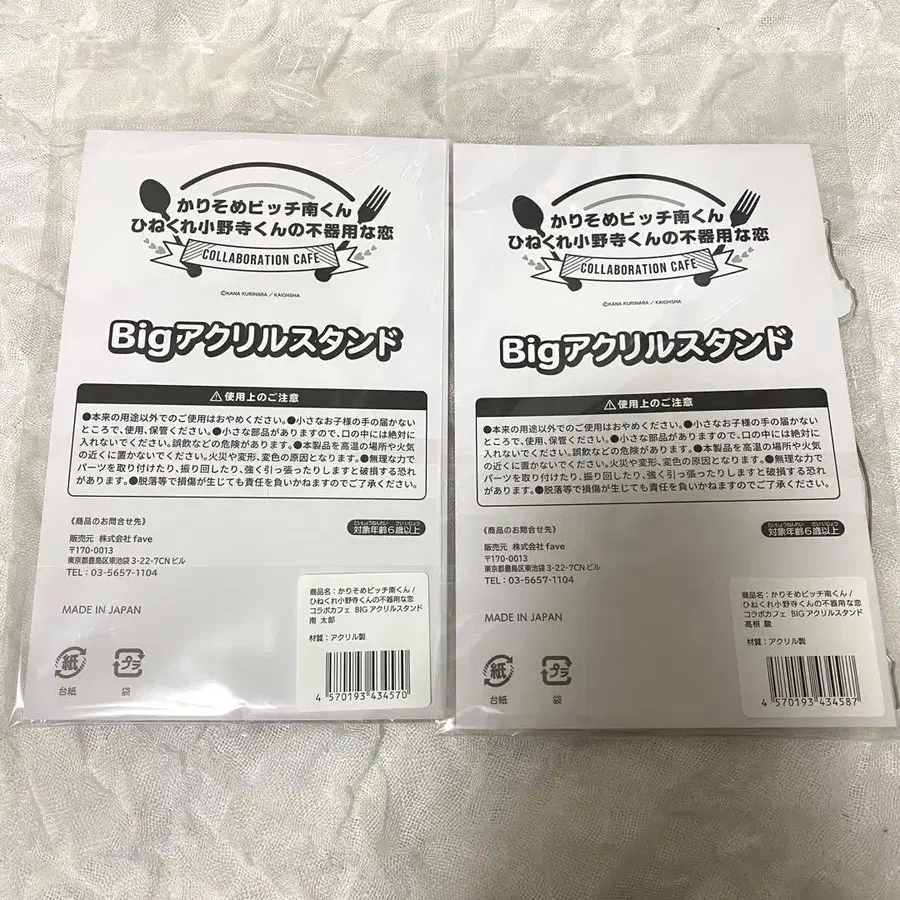 かりそめビッチ南くん
ひねくれ小野寺くんの不器用な恋
COLLABORATION CAFE
©KANA KURIHARA／KAIOHSHA
Bigアクリルスタンド
⚠使用上のご注意
●本来の用途以外でのご使用はおやめください。●小さなお子様の手の届かない
ところで、使用、保管ください。●小さな部品がありますので、口の中には絶対に
入れないでください。誤飲などの危険があります。●本製品を高温の場所や火気
の近くに置かないでください。火災や変形、変色の原因となります。●無理な力で
パーツを取り付けたり、振り回したり、強く引っ張ったりしますと破損する恐れ
があります。●脱落等で損傷が生じても責任を負いかねますのでご了承ください。
《商品のお問合せ先》
たいしょうねんれい さいいじょう
対象年齢6歳以上
販売元 株式会社 fave
〒170-0013
東京都豊島区東池袋 3-22-7CN ビル
TEL：03-5657-1104
MADE IN JAPAN
紙
台紙
プラ
袋
商品名：かりそめビッチ南くん /
ひねくれ小野寺くんの不器用な恋
コラボカフェ BIG アクリルスタンド
南 太郎
材質：アクリル製
4 570193 434570
かりそめビッチ南くん
ひねくれ小野寺くんの不器用な恋
COLLABORATION CAFE
©KANA KURIHARA／KAIOHSHA
Bigアクリルスタンド
⚠使用上のご注意
●本来の用途以外でのご使用はおやめください。●小さなお子様の手の届かない
ところで、使用、保管ください。●小さな部品がありますので、口の中には絶対に
入れないでください。誤飲などの危険があります。●本製品を高温の場所や火気
の近くに置かないでください。火災や変形、変色の原因となります。●無理な力で
パーツを取り付けたり、振り回したり、強く引っ張ったりしますと破損する恐れ
があります。●脱落等で損傷が生じても責任を負いかねますのでご了承ください。
《商品のお問合せ先》
たいしょうねんれい さいいじょう
対象年齢6歳以上
販売元 株式会社 fave
〒170-0013
東京都豊島区東池袋 3-22-7CN ビル
TEL：03-5657-1104
MADE IN JAPAN
紙
台紙
プラ
袋
商品名：かりそめビッチ南くん /
ひねくれ小野寺くんの不器用な恋
コラボカフェ BIG アクリルスタンド
高根 駿
材質：アクリル製
4 570193 434587